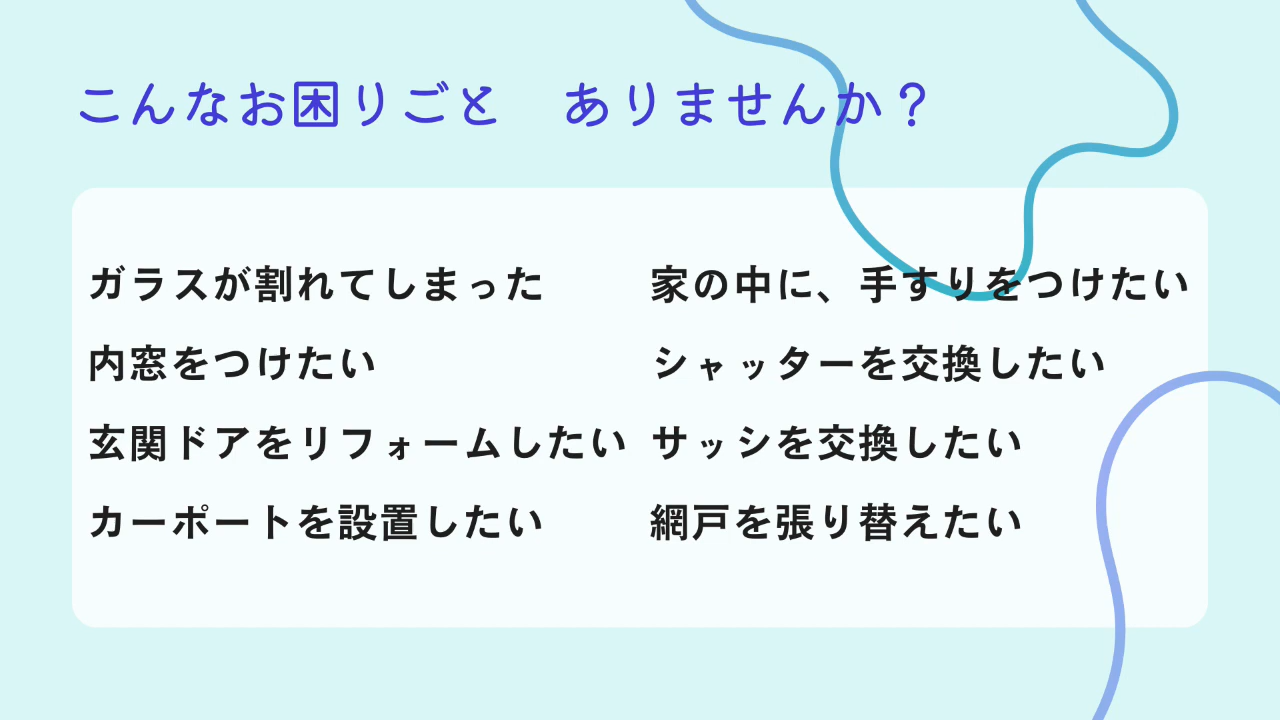 こんなお困りごと　ありませんか？
ガラスが割れてしまった
内窓をつけたい
玄関ドアをリフォームしたい
カーポートを設置したい
家の中に、手すりをつけたい
シャッターを交換したい
サッシを交換したい
網戸を張り替えたい